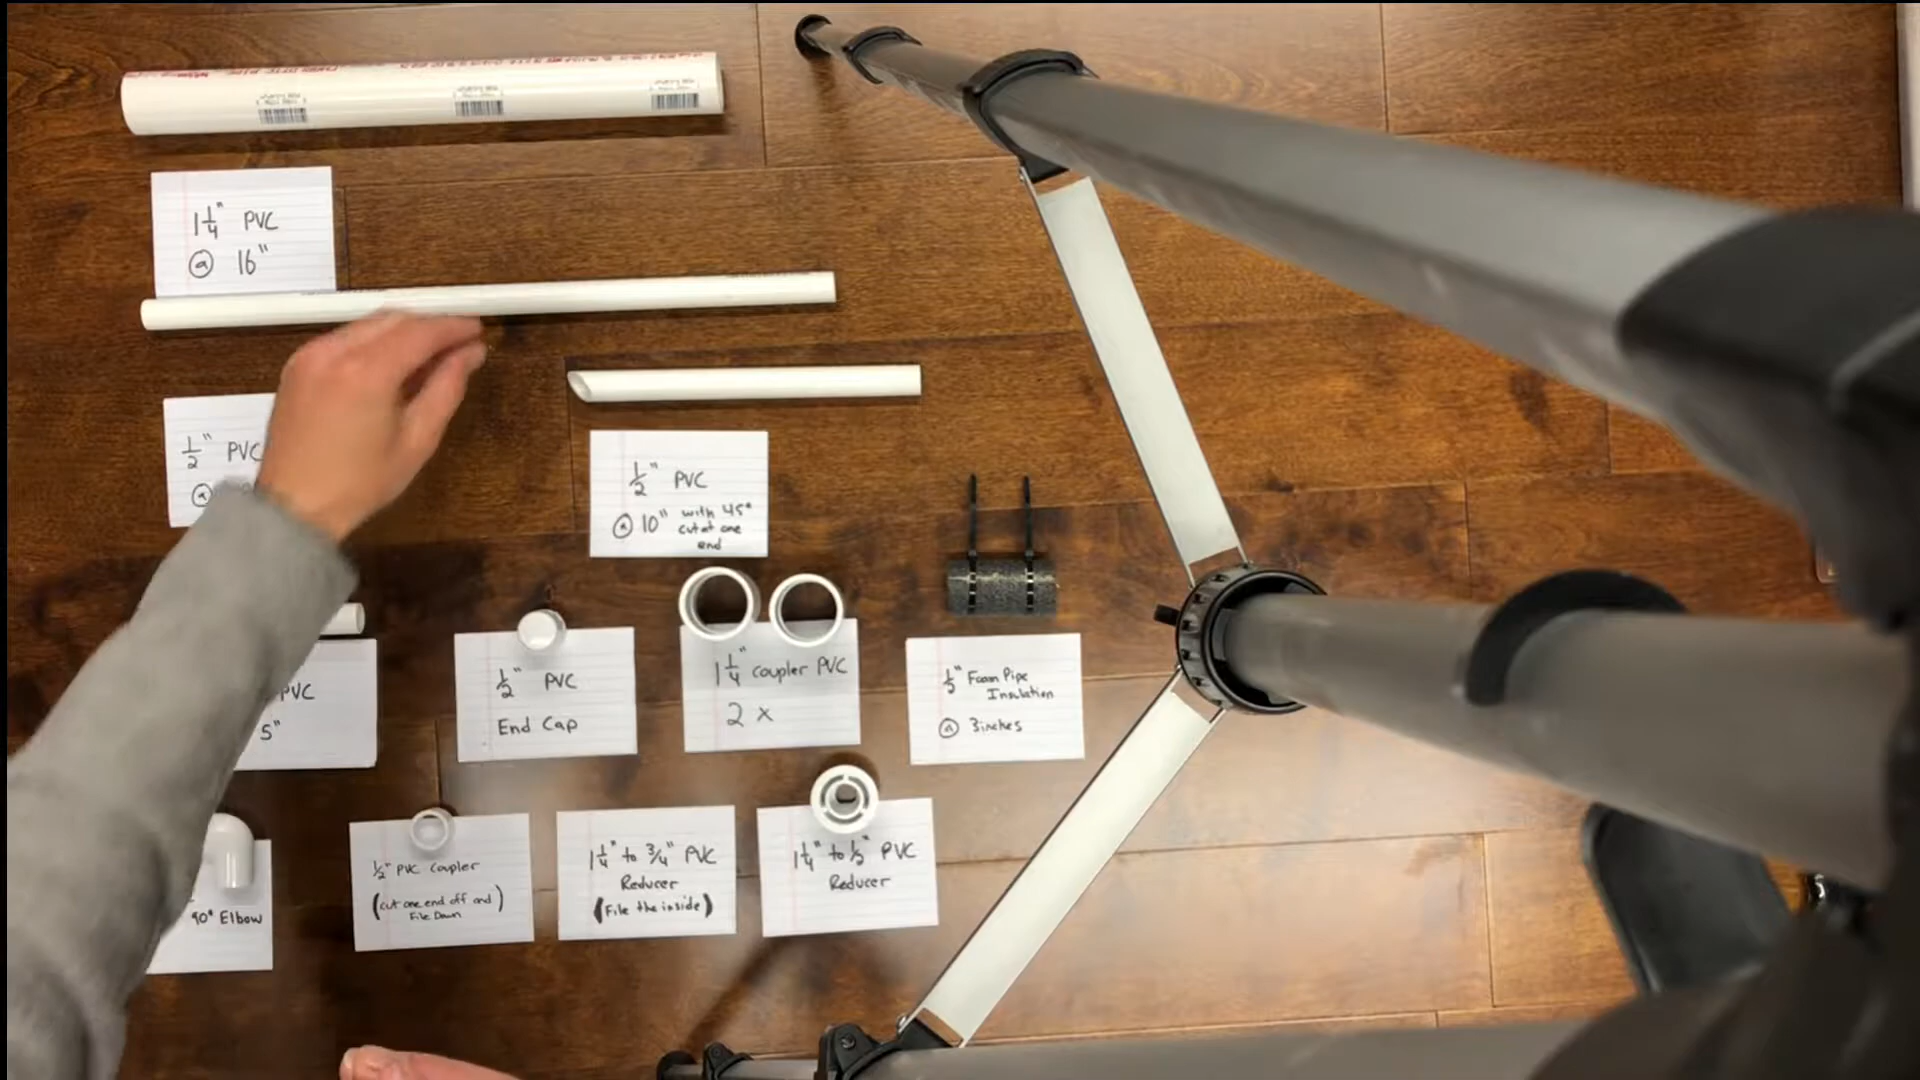 1 1/4" PVC
@ 16"
1/2" PVC
@
1/2" PVC
@ 10" with 45°
cut at one
end
PVC
5"
1/2" PVC
End Cap
1 1/4" coupler PVC
2 x
1/2" Foam Pipe
Insulation
@ 3 inches
90° Elbow
1/2" PVC Coupler
(cut one end off and)
File Down
1 1/4" to 3/4" PVC
Reducer
(File the inside)
1 1/4" to 1/2" PVC
Reducer